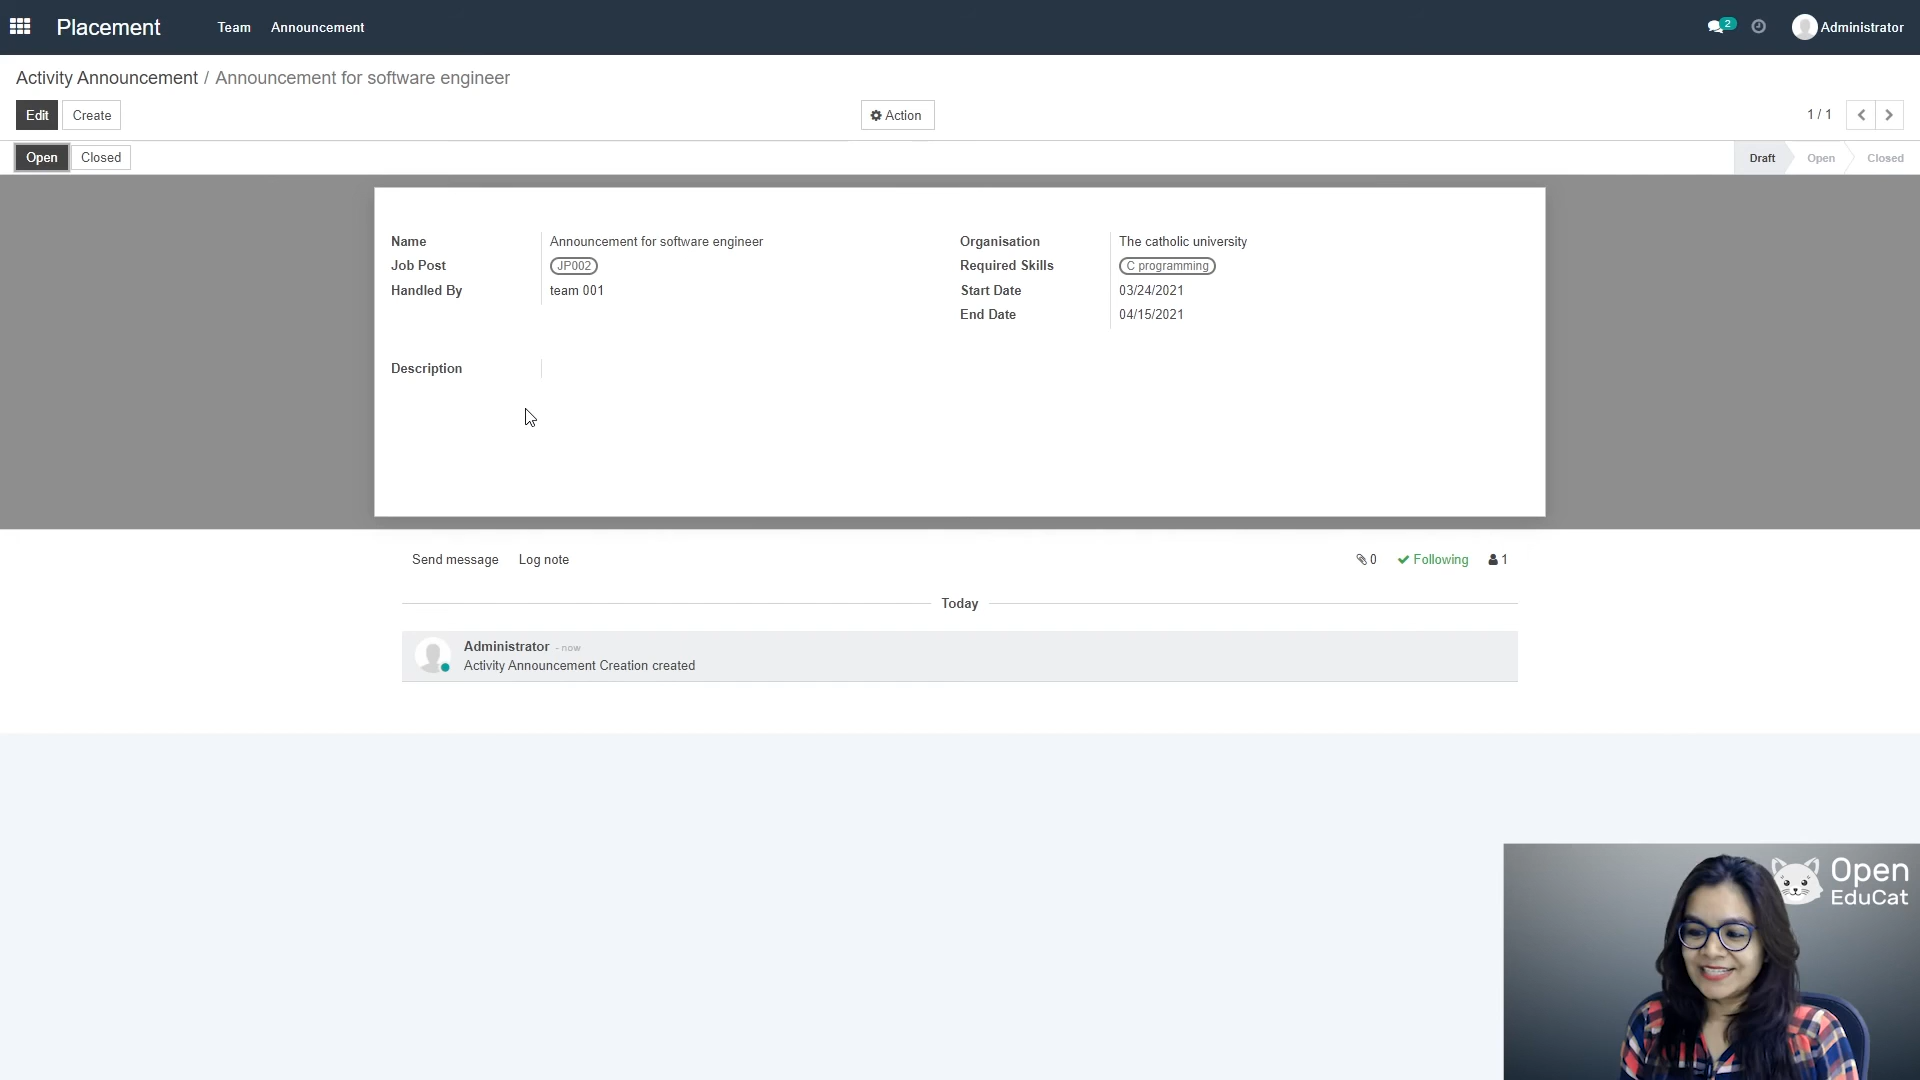 Placement Team Announcement 2 Administrator
Activity Announcement / Announcement for software engineer
Edit Create Action 1 / 1
Open Closed Draft Open Closed
Name Announcement for software engineer Organisation The catholic university
Job Post JP002 Required Skills C programming
Handled By team 001 Start Date 03/24/2021
End Date 04/15/2021
Description
Send message Log note 0 Following 1
Today
Administrator - now
Activity Announcement Creation created
Open
EduCat